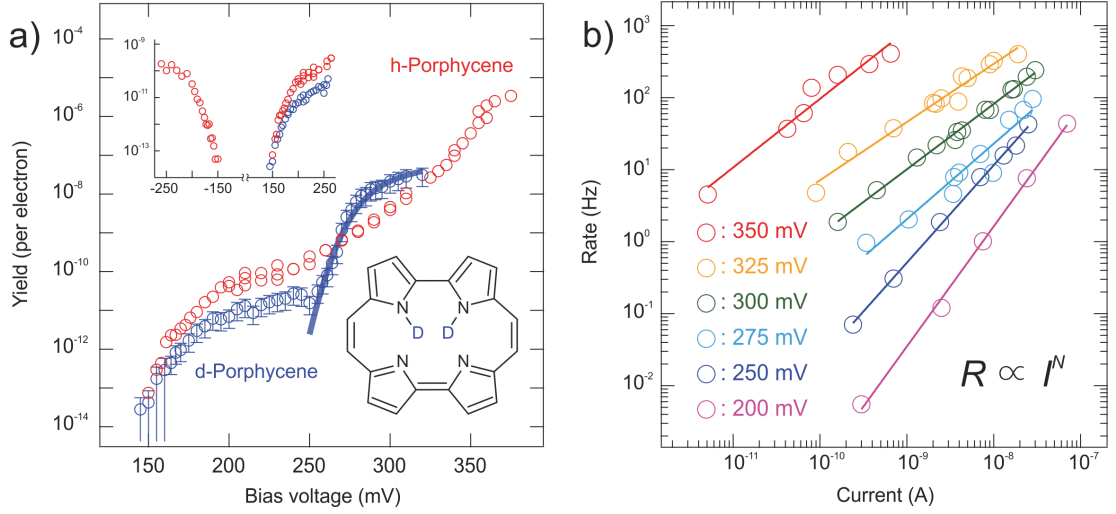 a)
10⁻⁴
10⁻⁶
10⁻⁸
10⁻¹⁰
10⁻¹²
10⁻¹⁴
Yield (per electron)
10⁻⁹
10⁻¹¹
10⁻¹³
-250
-150
≈
150
250
h-Porphycene
d-Porphycene
N
N
D
D
N
N
150
200
250
300
350
Bias voltage (mV)
b)
10³
10²
10¹
10⁰
10⁻¹
10⁻²
Rate (Hz)
: 350 mV
: 325 mV
: 300 mV
: 275 mV
: 250 mV
: 200 mV
R ∝ Iᴺ
10⁻¹¹
10⁻¹⁰
10⁻⁹
10⁻⁸
10⁻⁷
Current (A)